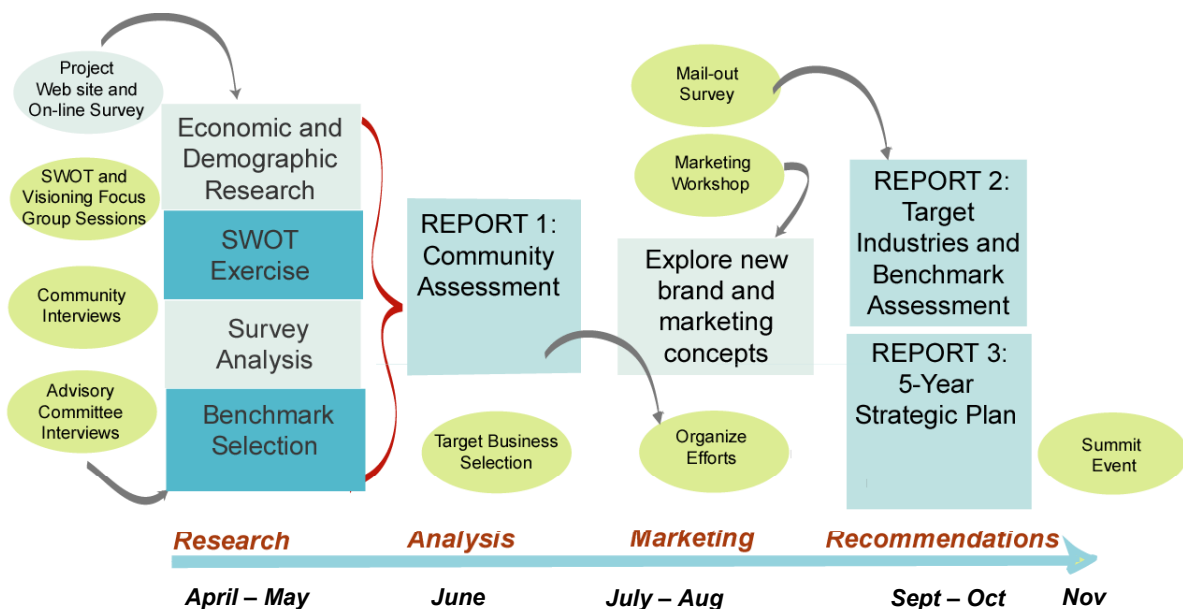 Project
Web site and
On-line Survey
SWOT and
Visioning Focus
Group Sessions
Community
Interviews
Advisory
Committee
Interviews
Economic and
Demographic
Research
SWOT
Exercise
Survey
Analysis
Benchmark
Selection
REPORT 1:
Community
Assessment
Target Business
Selection
Mail-out
Survey
Marketing
Workshop
Explore new
brand and
marketing
concepts
Organize
Efforts
REPORT 2:
Target
Industries and
Benchmark
Assessment
REPORT 3:
5-Year
Strategic Plan
Summit
Event
Research Analysis Marketing Recommendations
April – May June July – Aug Sept – Oct Nov